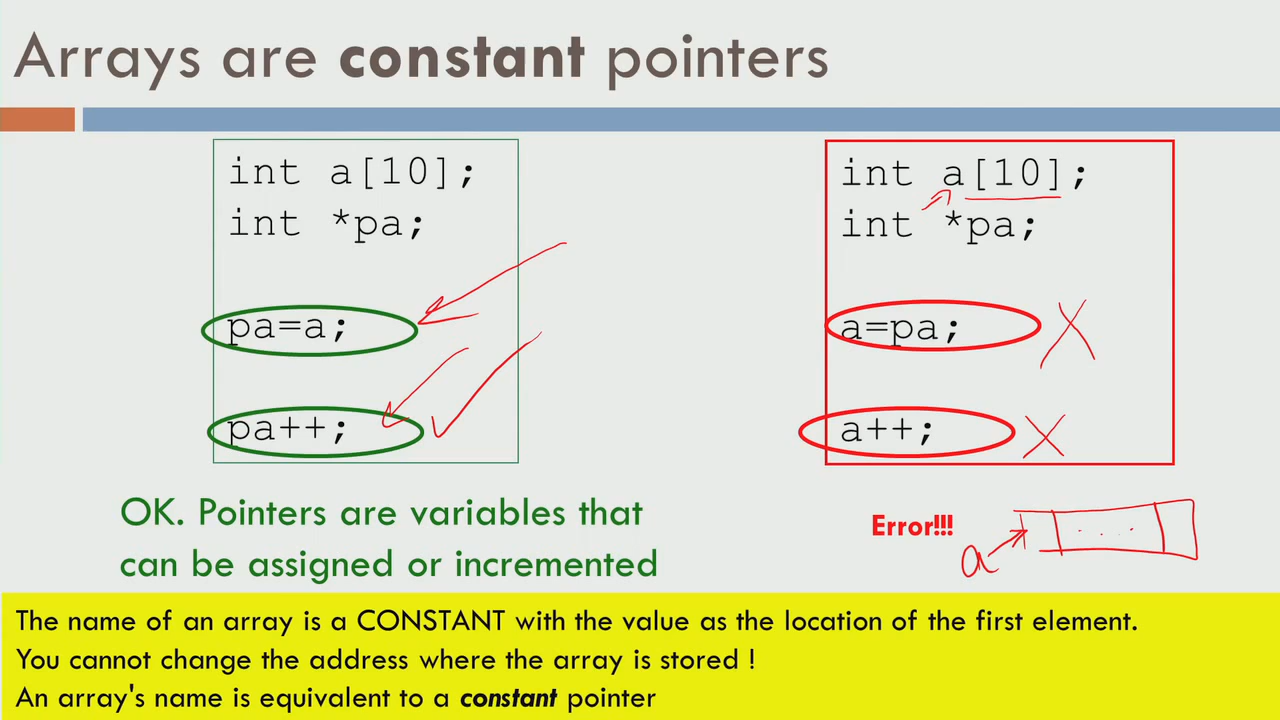 Arrays are constant pointers
int a[10];
int *pa;
pa=a;
pa++;
OK. Pointers are variables that
can be assigned or incremented
int a[10];
int *pa;
a=pa;
X
a++;
X
Error!!!
a
The name of an array is a CONSTANT with the value as the location of the first element.
You cannot change the address where the array is stored !
An array's name is equivalent to a constant pointer